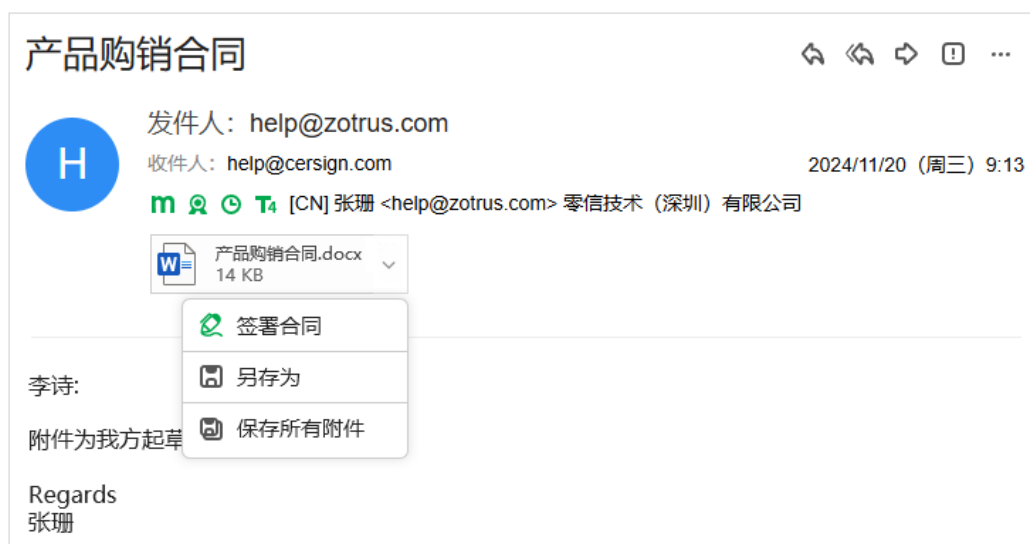 产品购销合同
H
发件人：help@zotrus.com
收件人：help@cersign.com
2024/11/20（周三）9:13
m T4 [CN] 张珊 <help@zotrus.com> 零信技术（深圳）有限公司
W
产品购销合同.docx
14 KB
签署合同
另存为
保存所有附件
李诗:
附件为我方起草
Regards
张珊